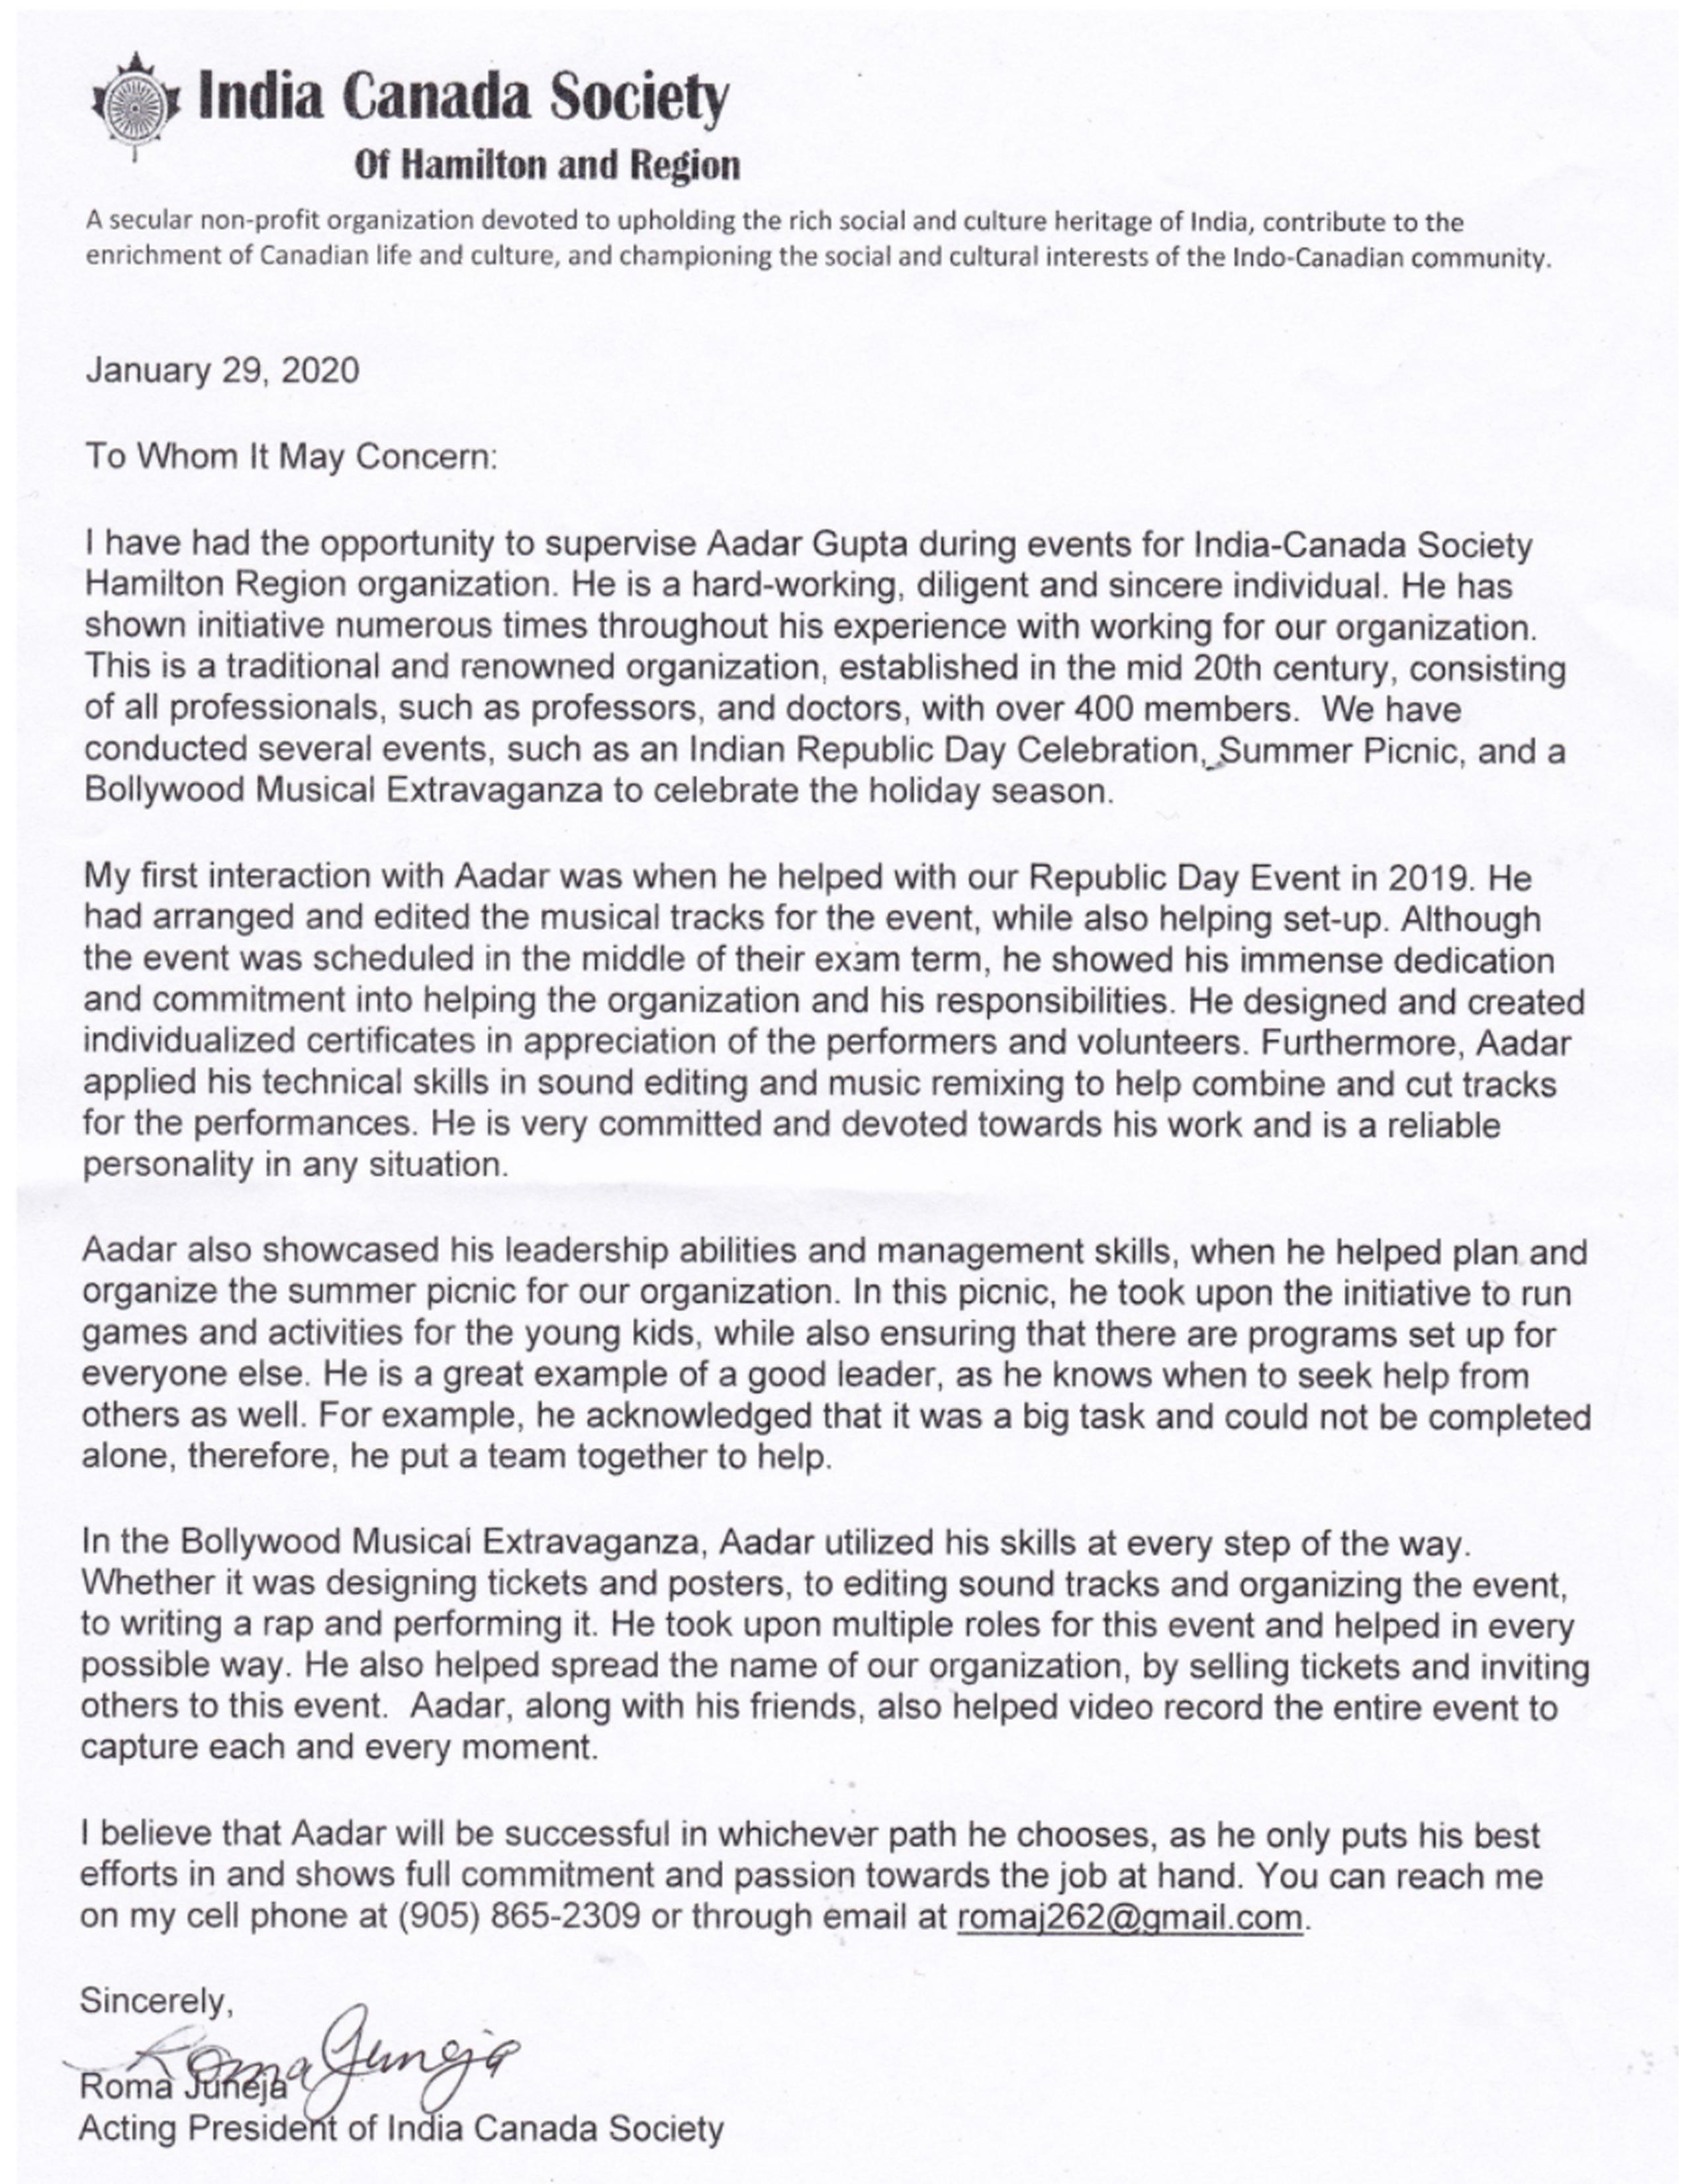 India Canada Society
Of Hamilton and Region
A secular non-profit organization devoted to upholding the rich social and culture heritage of India, contribute to the
enrichment of Canadian life and culture, and championing the social and cultural interests of the Indo-Canadian community.
January 29, 2020
To Whom It May Concern:
I have had the opportunity to supervise Aadar Gupta during events for India-Canada Society
Hamilton Region organization. He is a hard-working, diligent and sincere individual. He has
shown initiative numerous times throughout his experience with working for our organization.
This is a traditional and renowned organization, established in the mid 20th century, consisting
of all professionals, such as professors, and doctors, with over 400 members.  We have
conducted several events, such as an Indian Republic Day Celebration, Summer Picnic, and a
Bollywood Musical Extravaganza to celebrate the holiday season.
My first interaction with Aadar was when he helped with our Republic Day Event in 2019. He
had arranged and edited the musical tracks for the event, while also helping set-up. Although
the event was scheduled in the middle of their exam term, he showed his immense dedication
and commitment into helping the organization and his responsibilities. He designed and created
individualized certificates in appreciation of the performers and volunteers. Furthermore, Aadar
applied his technical skills in sound editing and music remixing to help combine and cut tracks
for the performances. He is very committed and devoted towards his work and is a reliable
personality in any situation.
Aadar also showcased his leadership abilities and management skills, when he helped plan and
organize the summer picnic for our organization. In this picnic, he took upon the initiative to run
games and activities for the young kids, while also ensuring that there are programs set up for
everyone else. He is a great example of a good leader, as he knows when to seek help from
others as well. For example, he acknowledged that it was a big task and could not be completed
alone, therefore, he put a team together to help.
In the Bollywood Musical Extravaganza, Aadar utilized his skills at every step of the way.
Whether it was designing tickets and posters, to editing sound tracks and organizing the event,
to writing a rap and performing it. He took upon multiple roles for this event and helped in every
possible way. He also helped spread the name of our organization, by selling tickets and inviting
others to this event.  Aadar, along with his friends, also helped video record the entire event to
capture each and every moment.
I believe that Aadar will be successful in whichever path he chooses, as he only puts his best
efforts in and shows full commitment and passion towards the job at hand. You can reach me
on my cell phone at (905) 865-2309 or through email at romaj262@gmail.com.
Sincerely,
Roma Juneja
Roma Juneja
Acting President of India Canada Society